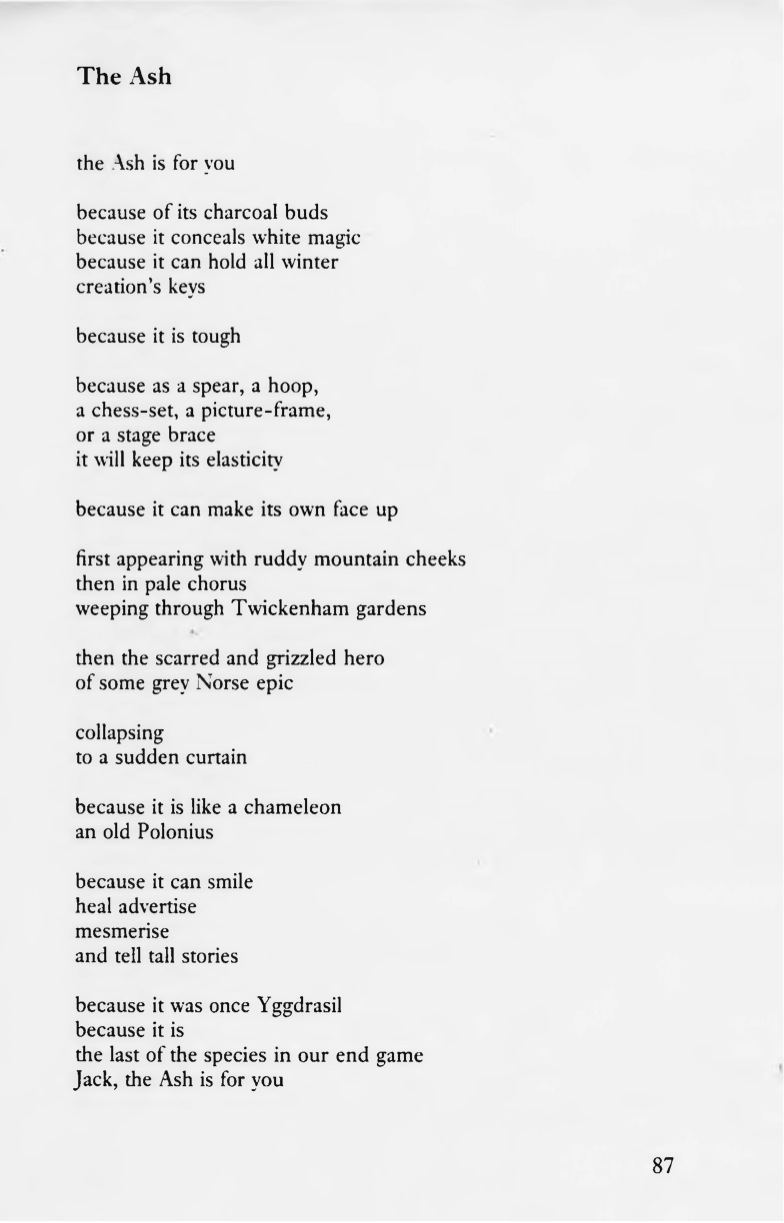 The Ash
the Ash is for you
because of its charcoal buds
because it conceals white magic
because it can hold all winter
creation's keys
because it is tough
because as a spear, a hoop,
a chess-set, a picture-frame,
or a stage brace
it will keep its elasticity
because it can make its own face up
first appearing with ruddy mountain cheeks
then in pale chorus
weeping through Twickenham gardens
then the scarred and grizzled hero
of some grey Norse epic
collapsing
to a sudden curtain
because it is like a chameleon
an old Polonius
because it can smile
heal advertise
mesmerise
and tell tall stories
because it was once Yggdrasil
because it is
the last of the species in our end game
Jack, the Ash is for you
87